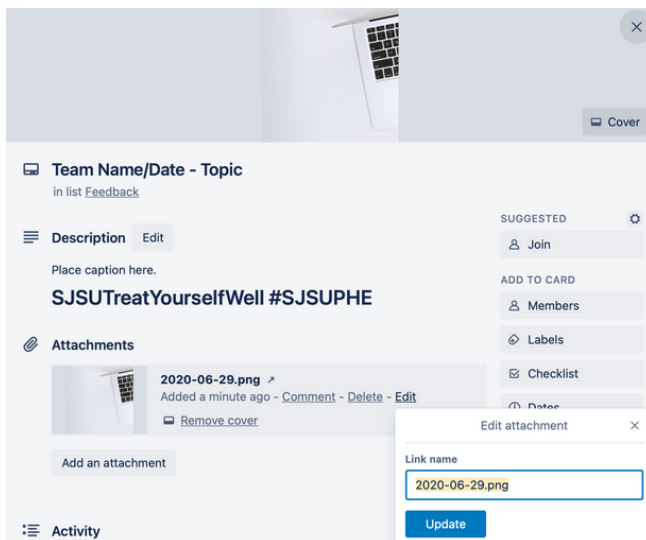 Cover
Team Name/Date - Topic
in list Feedback
SUGGESTED
Join
Description Edit
Place caption here.
SJSUTreatYourselfWell #SJSUPHE
ADD TO CARD
Members
Labels
Checklist
Dates
Attachments
2020-06-29.png ↗
Added a minute ago - Comment - Delete - Edit
Remove cover
Add an attachment
Edit attachment
Link name
2020-06-29.png
Update
Activity